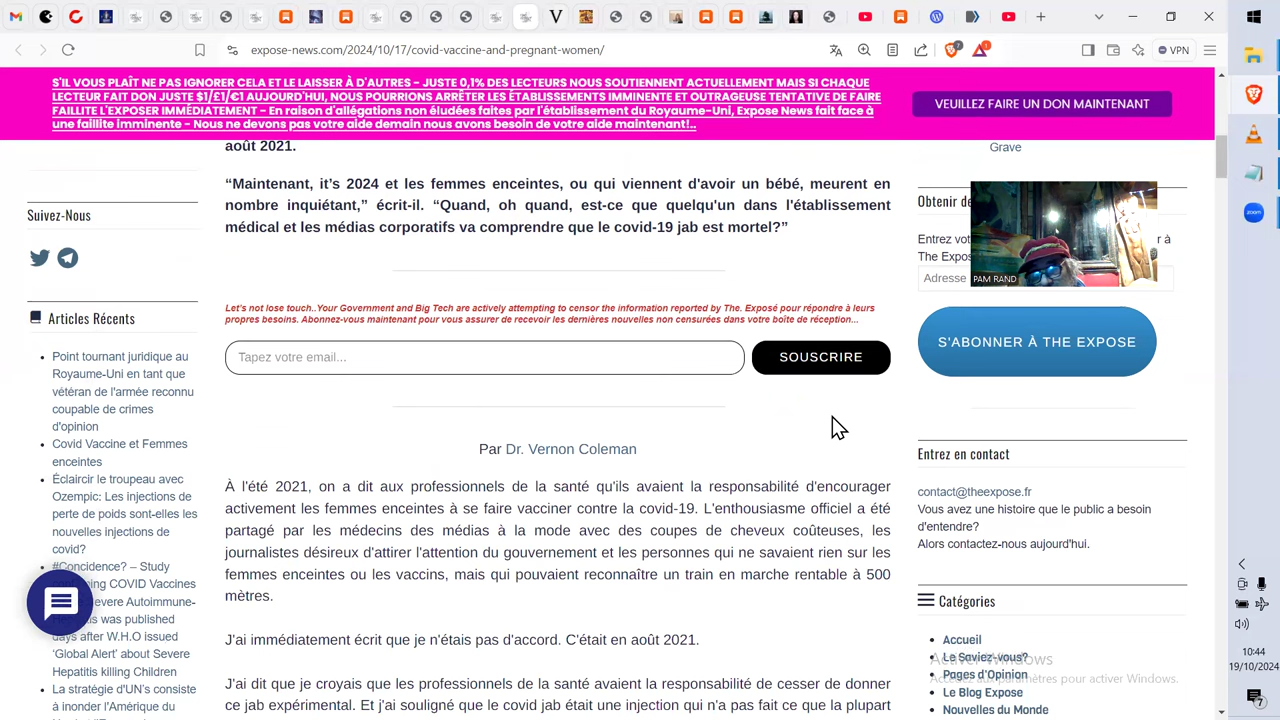 expose-news.com/2024/10/17/covid-vaccine-and-pregnant-women/
VPN
S'IL VOUS PLAÎT NE PAS IGNORER CELA ET LE LAISSER À D'AUTRES - JUSTE 0,1% DES LECTEURS NOUS SOUTIENNENT ACTUELLEMENT MAIS SI CHAQUE
LECTEUR FAIT DON JUSTE $1/£1/€1 AUJOURD'HUI, NOUS POURRIONS ARRÊTER LES ÉTABLISSEMENTS IMMINENTE ET OUTRAGEUSE TENTATIVE DE FAIRE
FAILLITE L'EXPOSER IMMÉDIATEMENT - En raison d'allégations non éludées faites par l'établissement du Royaume-Uni, Expose News fait face à
une faillite imminente - Nous ne devons pas votre aide demain nous avons besoin de votre aide maintenant!..
VEUILLEZ FAIRE UN DON MAINTENANT
août 2021.
“Maintenant, it’s 2024 et les femmes enceintes, ou qui viennent d'avoir un bébé, meurent en
nombre inquiétant,” écrit-il. “Quand, oh quand, est-ce que quelqu'un dans l'établissement
médical et les médias corporatifs va comprendre que le covid-19 jab est mortel?”
Let's not lose touch..Your Government and Big Tech are actively attempting to censor the information reported by The. Exposé pour répondre à leurs
propres besoins. Abonnez-vous maintenant pour vous assurer de recevoir les dernières nouvelles non censurées dans votre boîte de réception...
Tapez votre email...
SOUSCRIRE
Par Dr. Vernon Coleman
À l'été 2021, on a dit aux professionnels de la santé qu'ils avaient la responsabilité d'encourager
activement les femmes enceintes à se faire vacciner contre la covid-19. L'enthousiasme officiel a été
partagé par les médecins des médias à la mode avec des coupes de cheveux coûteuses, les
journalistes désireux d'attirer l'attention du gouvernement et les personnes qui ne savaient rien sur les
femmes enceintes ou les vaccins, mais qui pouvaient reconnaître un train en marche rentable à 500
mètres.
J'ai immédiatement écrit que je n'étais pas d'accord. C'était en août 2021.
J'ai dit que je croyais que les professionnels de la santé avaient la responsabilité de cesser de donner
ce jab expérimental. Et j'ai souligné que le covid jab était une injection qui n'a pas fait ce que la plupart
Suivez-Nous
Articles Récents
Point tournant juridique au
Royaume-Uni en tant que
vétéran de l'armée reconnu
coupable de crimes
d'opinion
Covid Vaccine et Femmes
enceintes
Éclaircir le troupeau avec
Ozempic: Les injections de
perte de poids sont-elles les
nouvelles injections de
covid?
#Concidence? – Study
COVID Vaccines
Severe Autoimmune-
was published
days after W.H.O issued
‘Global Alert’ about Severe
Hepatitis killing Children
La stratégie d'UN's consiste
à inonder l'Amérique du
Grave
Obtenir
Entrez
r à
The Expos
Adresse
PAM RAND
S'ABONNER À THE EXPOSE
Entrez en contact
contact@theexpose.fr
Vous avez une histoire que le public a besoin
d'entendre?
Alors contactez-nous aujourd'hui.
Catégories
Accueil
Le Saviez-vous?
Pages d'Opinion
Le Blog Expose
Nouvelles du Monde
Activer Windows
Accédez aux paramètres pour activer Windows.
zoom
10:44
19/10/2024